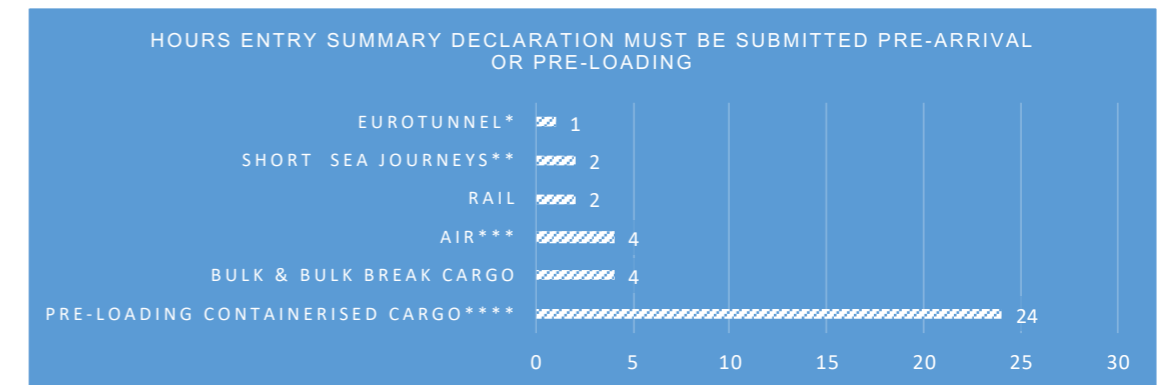 HOURS ENTRY SUMMARY DECLARATION MUST BE SUBMITTED PRE-ARRIVAL
OR PRE-LOADING
EUROTUNNEL* 1
SHORT SEA JOURNEYS** 2
RAIL 2
AIR*** 4
BULK & BULK BREAK CARGO 4
PRE-LOADING CONTAINERISED CARGO**** 24
0 5 10 15 20 25 30